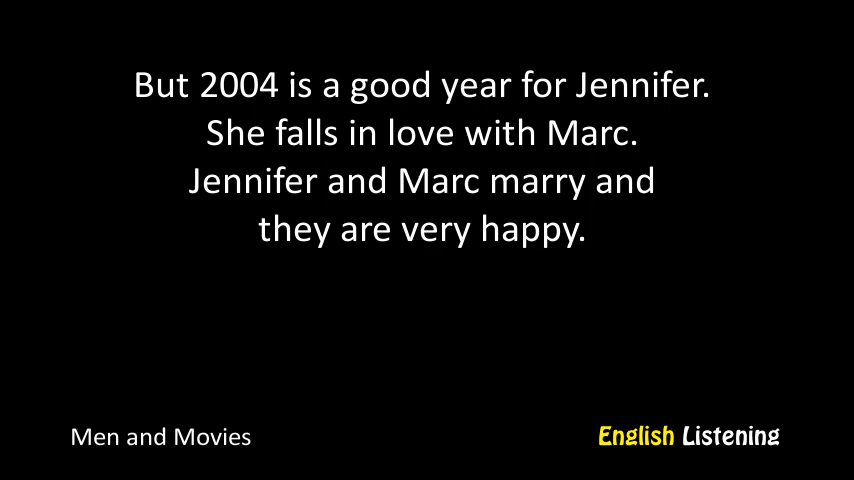 But 2004 is a good year for Jennifer.
She falls in love with Marc.
Jennifer and Marc marry and
they are very happy.
Men and Movies
English Listening